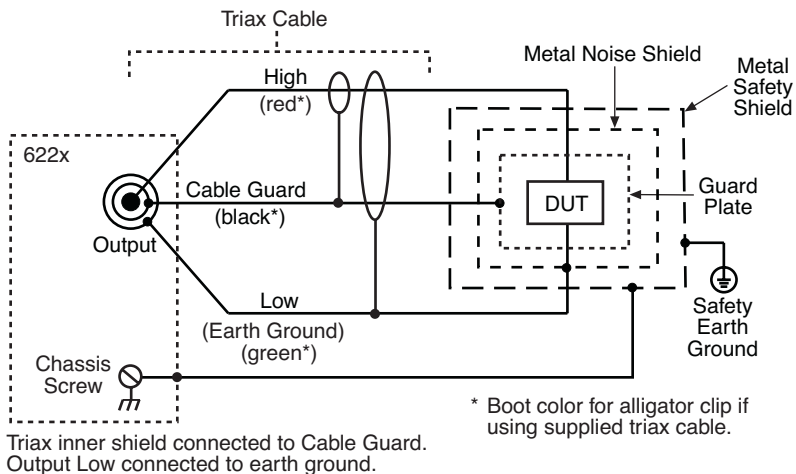 Triax Cable
High
(red*)
Metal Noise Shield
Metal
Safety
Shield
622x
Cable Guard
(black*)
Output
DUT
Guard
Plate
Low
(Earth Ground)
(green*)
Safety
Earth
Ground
Chassis
Screw
* Boot color for alligator clip if
using supplied triax cable.
Triax inner shield connected to Cable Guard.
Output Low connected to earth ground.